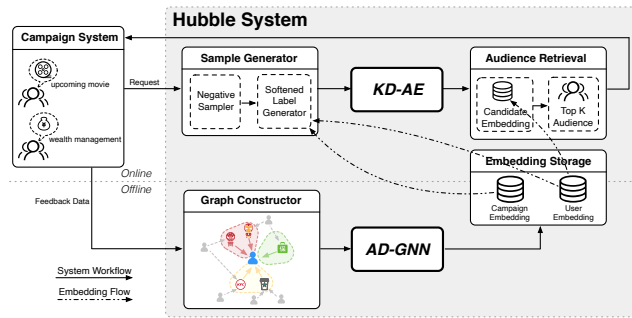 Hubble System
Campaign System
upcoming movie
wealth management
Request
Sample Generator
Negative
Sampler
Softened
Label
Generator
KD-AE
Audience Retrieval
Candidate
Embedding
Top K
Audience
Embedding Storage
Campaign
Embedding
User
Embedding
Online
Offline
Feedback Data
Graph Constructor
AD-GNN
System Workflow
Embedding Flow